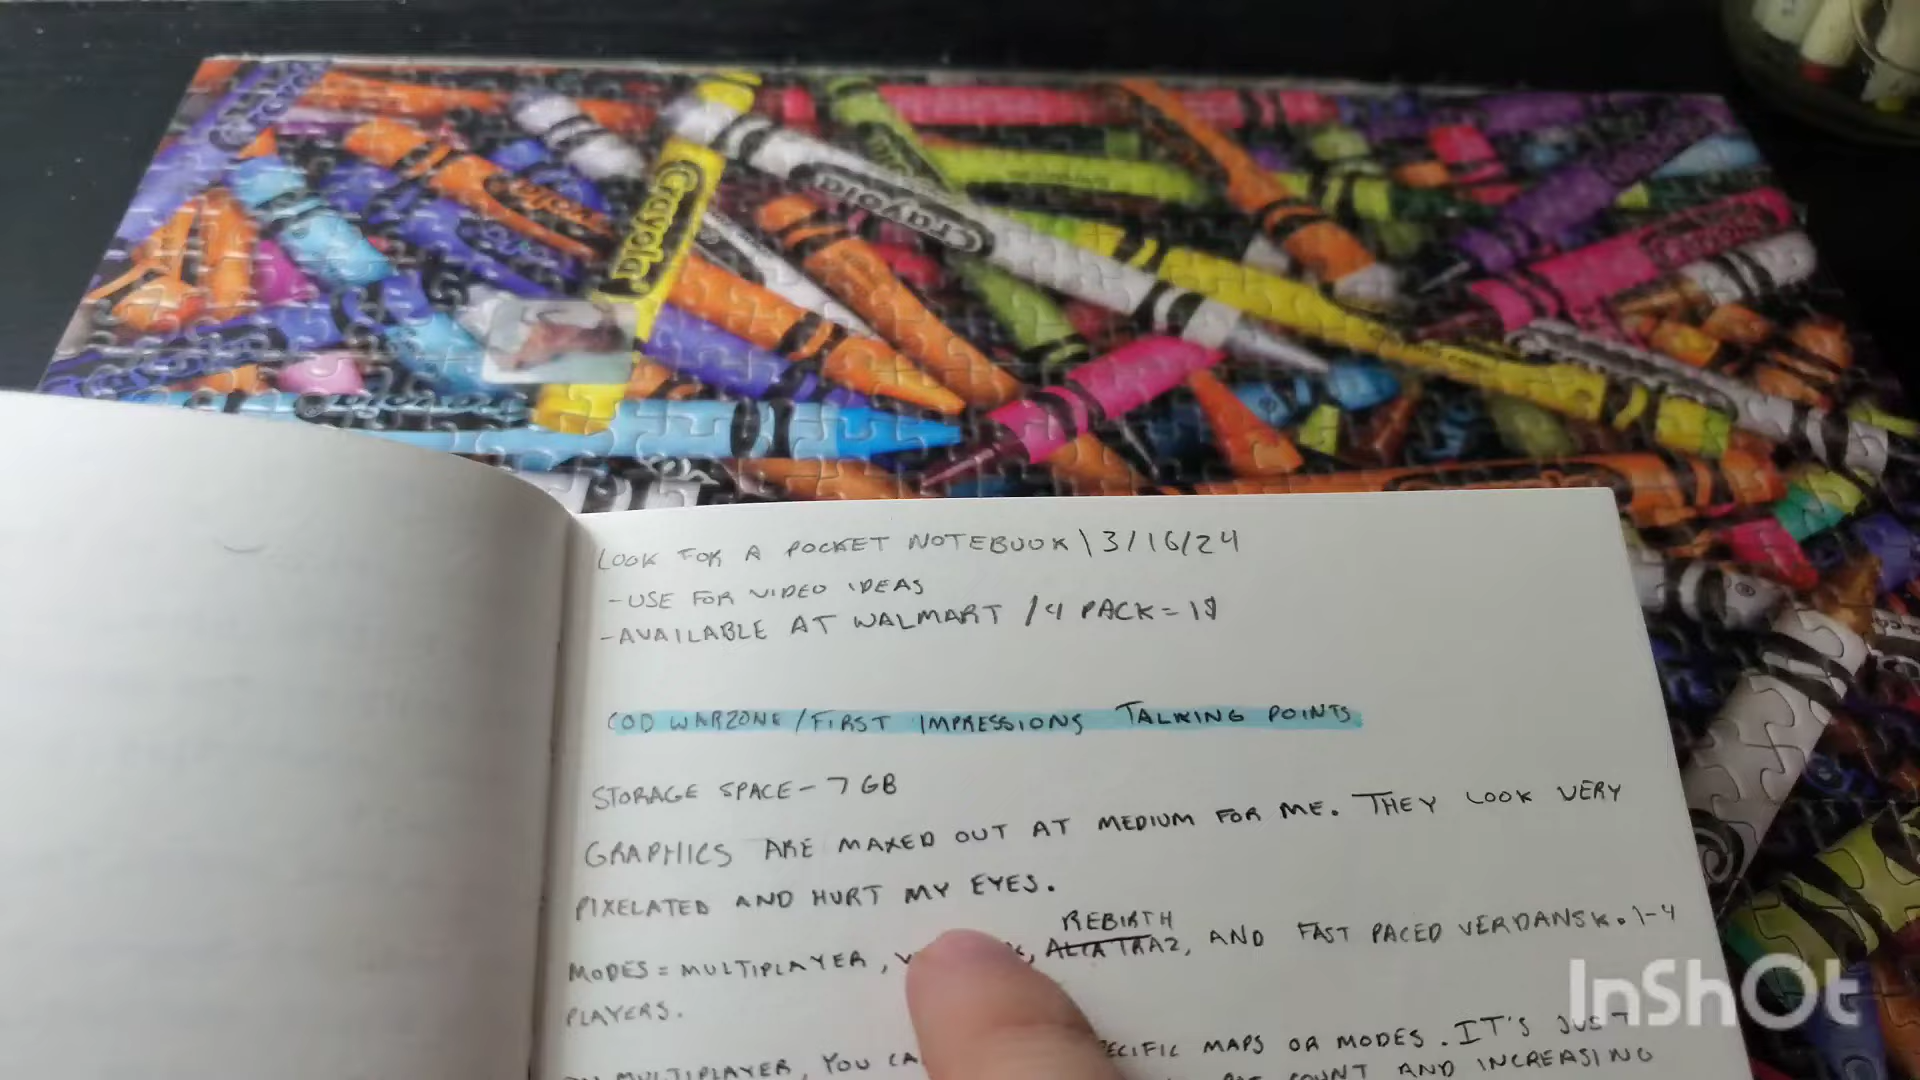 Crayola
Crayola
LOOK FOR A POCKET NOTEBOOK \ 3/16/24
- USE FOR VIDEO IDEAS
- AVAILABLE AT WALMART / 4 PACK = 1$
COD WARZONE / FIRST IMPRESSIONS TALKING POINTS
STORAGE SPACE - 7 GB
GRAPHICS ARE MAXED OUT AT MEDIUM FOR ME. THEY LOOK VERY
PIXELATED AND HURT MY EYES.
REBIRTH
MODES = MULTIPLAYER, ALCATRAZ, AND FAST PACED VERDANSK. 1-4
PLAYERS.
MULTIPLAYER, YOU MAPS OR MODES. IT'S JUST
COUNT AND INCREASING
InShOt